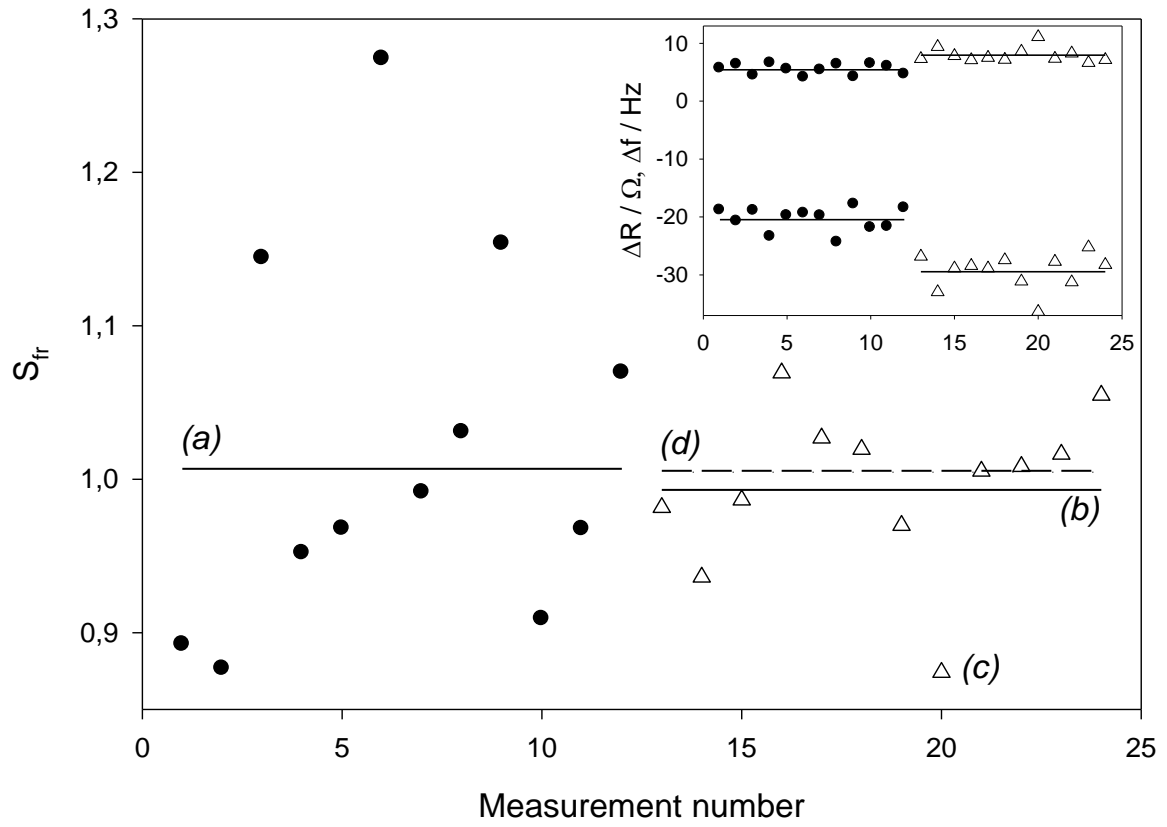 1,3
1,2
1,1
1,0
0,9
S_fr
0 5 10 15 20 25
Measurement number
(a)
(d)
(b)
(c)
10
0
-10
-20
-30
ΔR / Ω, Δf / Hz
0 5 10 15 20 25